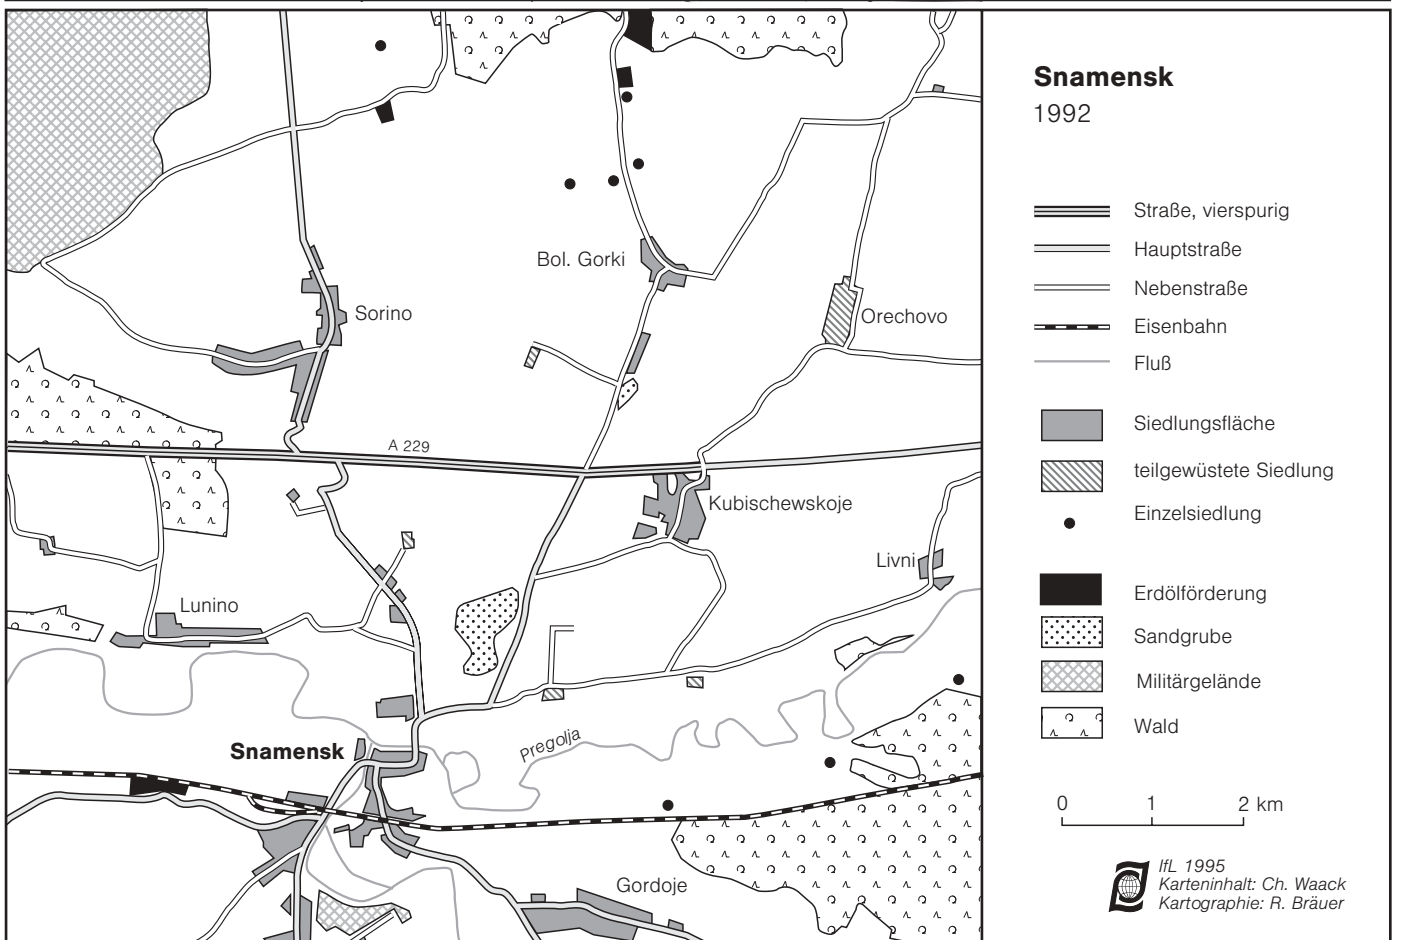 Snamensk
1992
Straße, vierspurig
Hauptstraße
Nebenstraße
Eisenbahn
Fluß
Siedlungsfläche
teilgewüstete Siedlung
Einzelsiedlung
Erdölförderung
Sandgrube
Militärgelände
Wald
0 1 2 km
IfL 1995
Karteninhalt: Ch. Waack
Kartographie: R. Bräuer
Bol. Gorki
Sorino
Orechovo
A 229
Kubischewskoje
Livni
Lunino
Pregolja
Snamensk
Gordoje